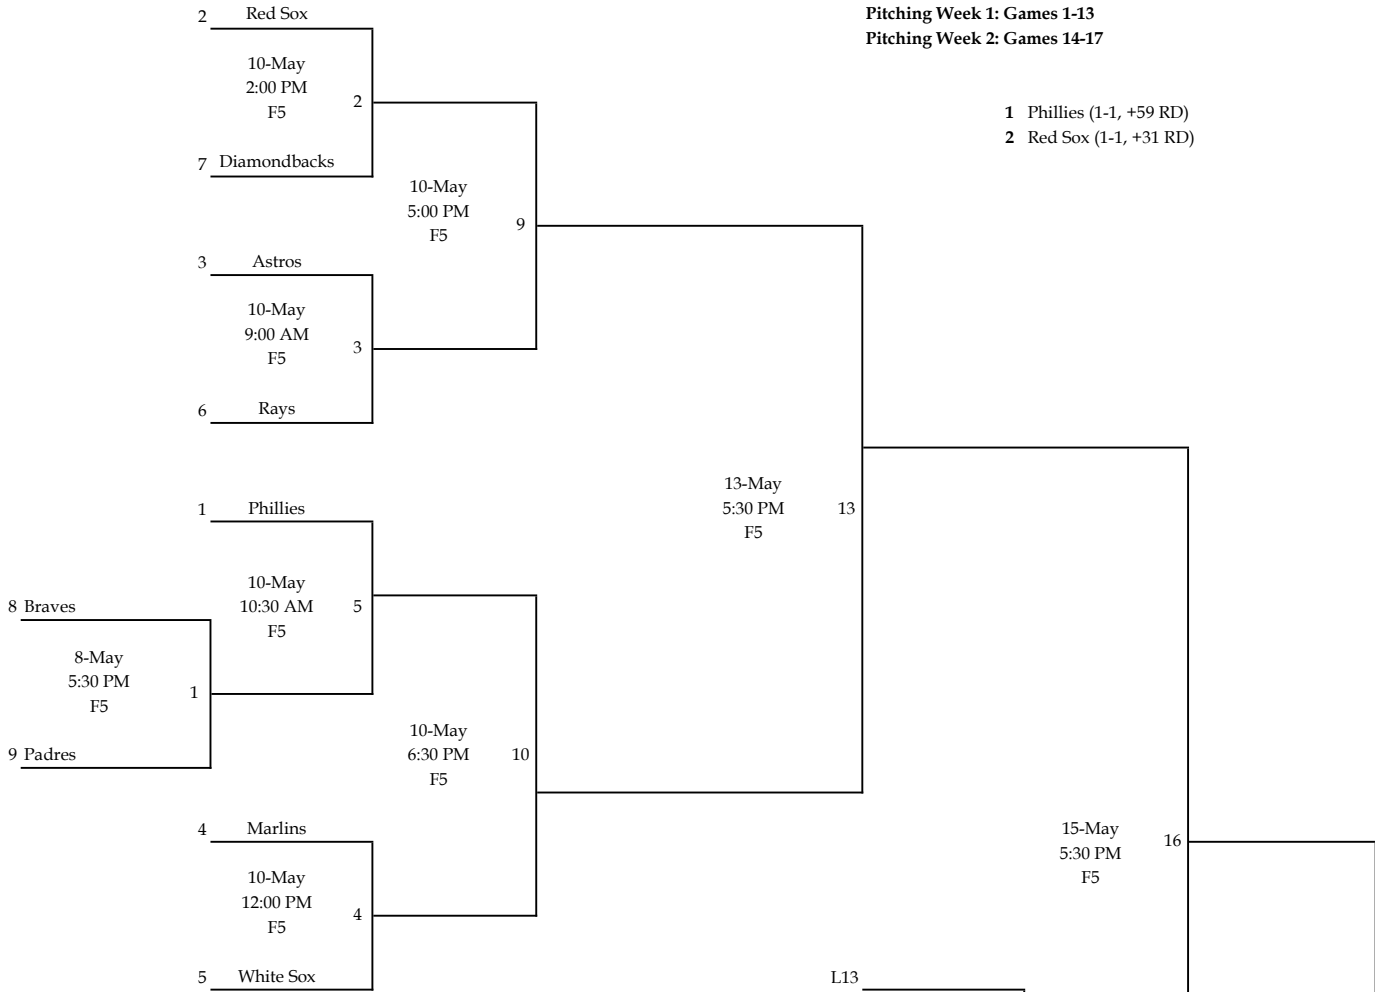 2 Red Sox
Pitching Week 1: Games 1-13
Pitching Week 2: Games 14-17
10-May
2:00 PM
F5
2
1 Phillies (1-1, +59 RD)
2 Red Sox (1-1, +31 RD)
7 Diamondbacks
10-May
5:00 PM
F5
9
3 Astros
10-May
9:00 AM
F5
3
6 Rays
13-May
5:30 PM
F5
13
1 Phillies
10-May
10:30 AM
F5
5
8 Braves
8-May
5:30 PM
F5
1
9 Padres
10-May
6:30 PM
F5
10
4 Marlins
10-May
12:00 PM
F5
4
5 White Sox
15-May
5:30 PM
F5
16
L13